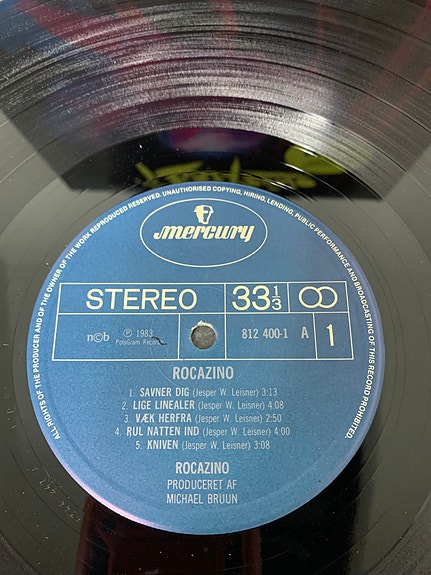 ALL RIGHTS OF THE PRODUCER AND OF THE OWNER OF THE WORK REPRODUCED RESERVED. UNAUTHORISED COPYING, HIRING, LENDING, PUBLIC PERFORMANCE AND BROADCASTING OF THIS RECORD PROHIBITED.
mercury
STEREO 33 1/3
n©b ℗ 1983 812 400-1 A 1
PolyGram Records
ROCAZINO
1. SAVNER DIG (Jesper W. Leisner) 3:13
2. LIGE LINEALER (Jesper W. Leisner) 4:08
3. VÆK HERFRA (Jesper W. Leisner) 2:50
4. RUL NATTEN IND (Jesper W. Leisner) 4:00
5. KNIVEN (Jesper W. Leisner) 3:08
ROCAZINO
PRODUCERET AF
MICHAEL BRUUN